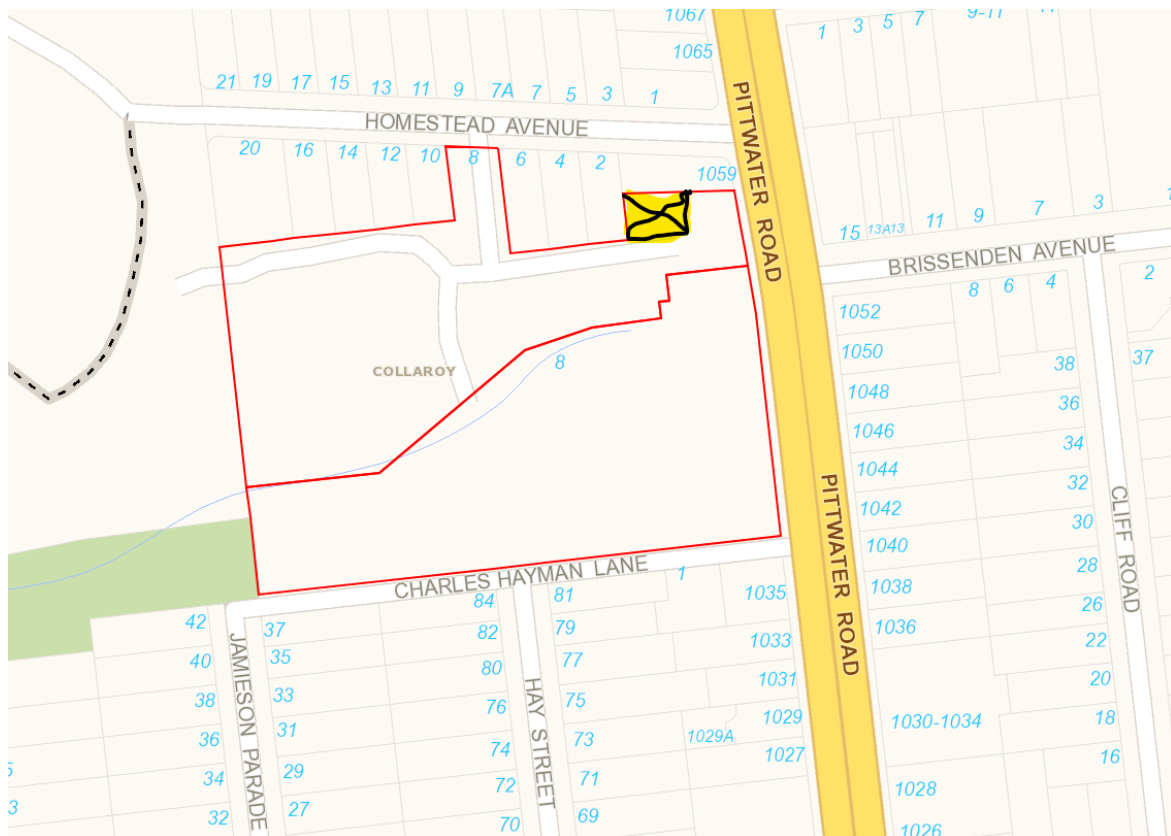 1067
1065
1 3 5 7 9-11
21 19 17 15 13 11 9 7A 7 5 3 1
PITTWATER ROAD
HOMESTEAD AVENUE
20 16 14 12 10 8 6 4 2
1059
15 13A13 11 9 7 3 1
BRISSENDEN AVENUE
8 6 4 2
1052
1050
37
8
38
COLLAROY
1048
36
1046
34
1044
32
PITTWATER ROAD
CLIFF ROAD
1042
30
1040
28
CHARLES HAYMAN LANE
1
1038
26
84 81 1035
1036
42 37
82 79 1033
22
JAMIESON PARADE
40 35
80 77 1031
20
38 33
HAY STREET
76 75 1029
1030-1034
18
36 31
74 73 1029A 1027
16
34 29
72 71
1028
3 32 27
70 69
1026